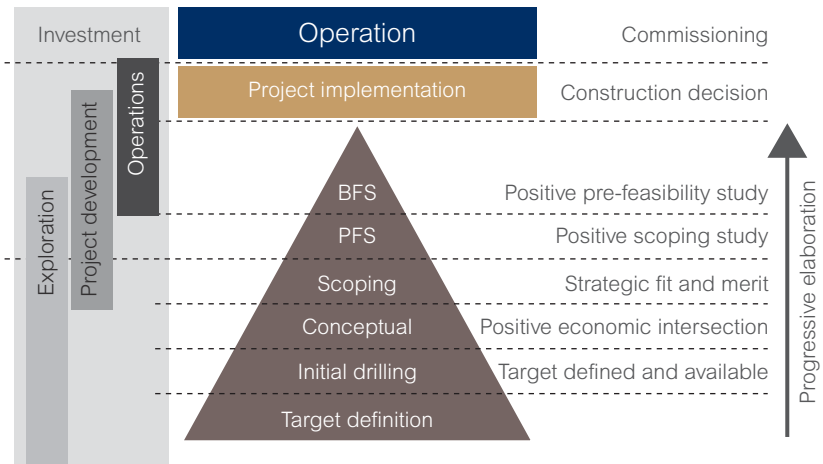 Investment
Operation
Commissioning
Project implementation
Construction decision
Operations
Project development
Exploration
BFS
Positive pre-feasibility study
PFS
Positive scoping study
Scoping
Strategic fit and merit
Conceptual
Positive economic intersection
Initial drilling
Target defined and available
Target definition
Progressive elaboration